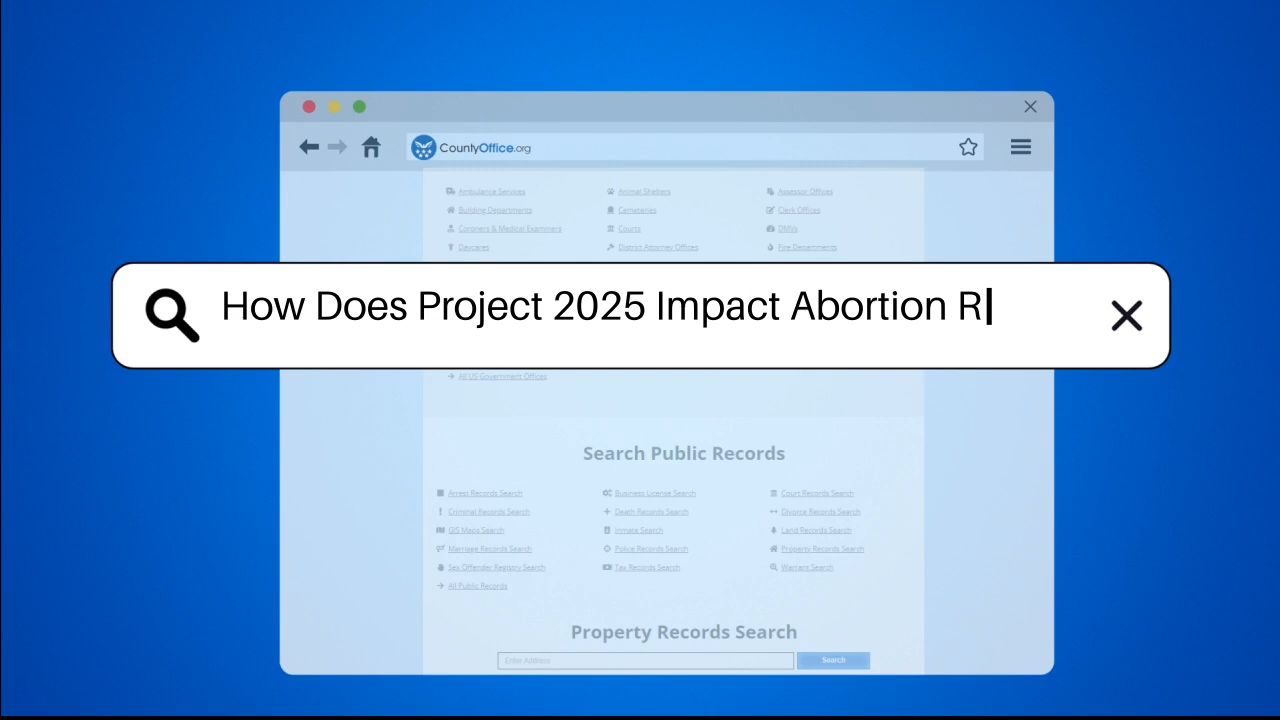 CountyOffice.org
Ambulance Services
Animal Shelters
Assessor Offices
Building Departments
Cemeteries
Clerk Offices
Coroners & Medical Examiners
Courts
DMVs
Daycares
District Attorney Offices
Fire Departments
How Does Project 2025 Impact Abortion R
All US Government Offices
Search Public Records
Arrest Records Search
Business License Search
Court Records Search
Criminal Records Search
Death Records Search
Divorce Records Search
GIS Maps Search
Inmate Search
Land Records Search
Marriage Records Search
Police Records Search
Property Records Search
Sex Offender Registry Search
Tax Records Search
Warrant Search
All Public Records
Property Records Search
Enter Address
Search